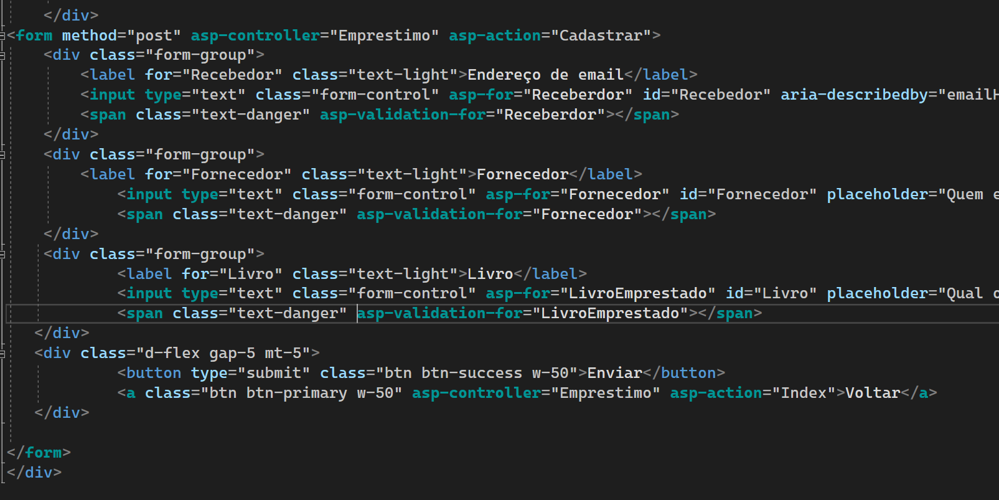 </div>
<form method="post" asp-controller="Emprestimo" asp-action="Cadastrar">
<div class="form-group">
<label for="Recebedor" class="text-light">Endereço de email</label>
<input type="text" class="form-control" asp-for="Receberdor" id="Recebedor" aria-describedby="emailH
<span class="text-danger" asp-validation-for="Receberdor"></span>
</div>
<div class="form-group">
<label for="Fornecedor" class="text-light">Fornecedor</label>
<input type="text" class="form-control" asp-for="Fornecedor" id="Fornecedor" placeholder="Quem e
<span class="text-danger" asp-validation-for="Fornecedor"></span>
</div>
<div class="form-group">
<label for="Livro" class="text-light">Livro</label>
<input type="text" class="form-control" asp-for="LivroEmprestado" id="Livro" placeholder="Qual o
<span class="text-danger" asp-validation-for="LivroEmprestado"></span>
</div>
<div class="d-flex gap-5 mt-5">
<button type="submit" class="btn btn-success w-50">Enviar</button>
<a class="btn btn-primary w-50" asp-controller="Emprestimo" asp-action="Index">Voltar</a>
</div>
</form>
</div>